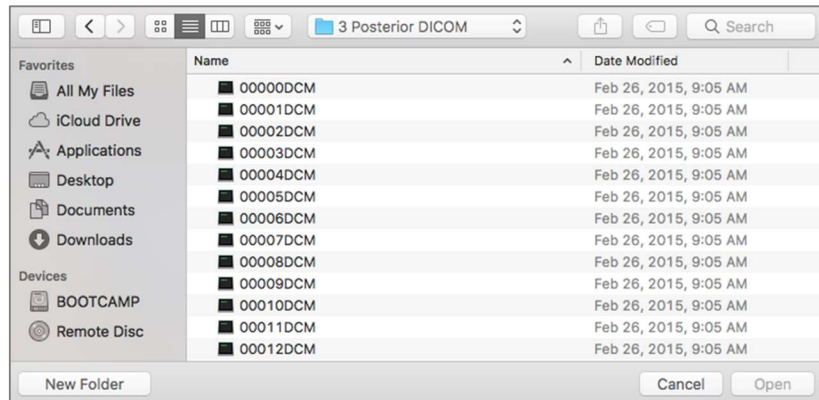 3 Posterior DICOM Search
Favorites
All My Files
iCloud Drive
Applications
Desktop
Documents
Downloads
Devices
BOOTCAMP
Remote Disc
Name Date Modified
00000DCM Feb 26, 2015, 9:05 AM
00001DCM Feb 26, 2015, 9:05 AM
00002DCM Feb 26, 2015, 9:05 AM
00003DCM Feb 26, 2015, 9:05 AM
00004DCM Feb 26, 2015, 9:05 AM
00005DCM Feb 26, 2015, 9:05 AM
00006DCM Feb 26, 2015, 9:05 AM
00007DCM Feb 26, 2015, 9:05 AM
00008DCM Feb 26, 2015, 9:05 AM
00009DCM Feb 26, 2015, 9:05 AM
00010DCM Feb 26, 2015, 9:05 AM
00011DCM Feb 26, 2015, 9:05 AM
00012DCM Feb 26, 2015, 9:05 AM
New Folder Cancel Open